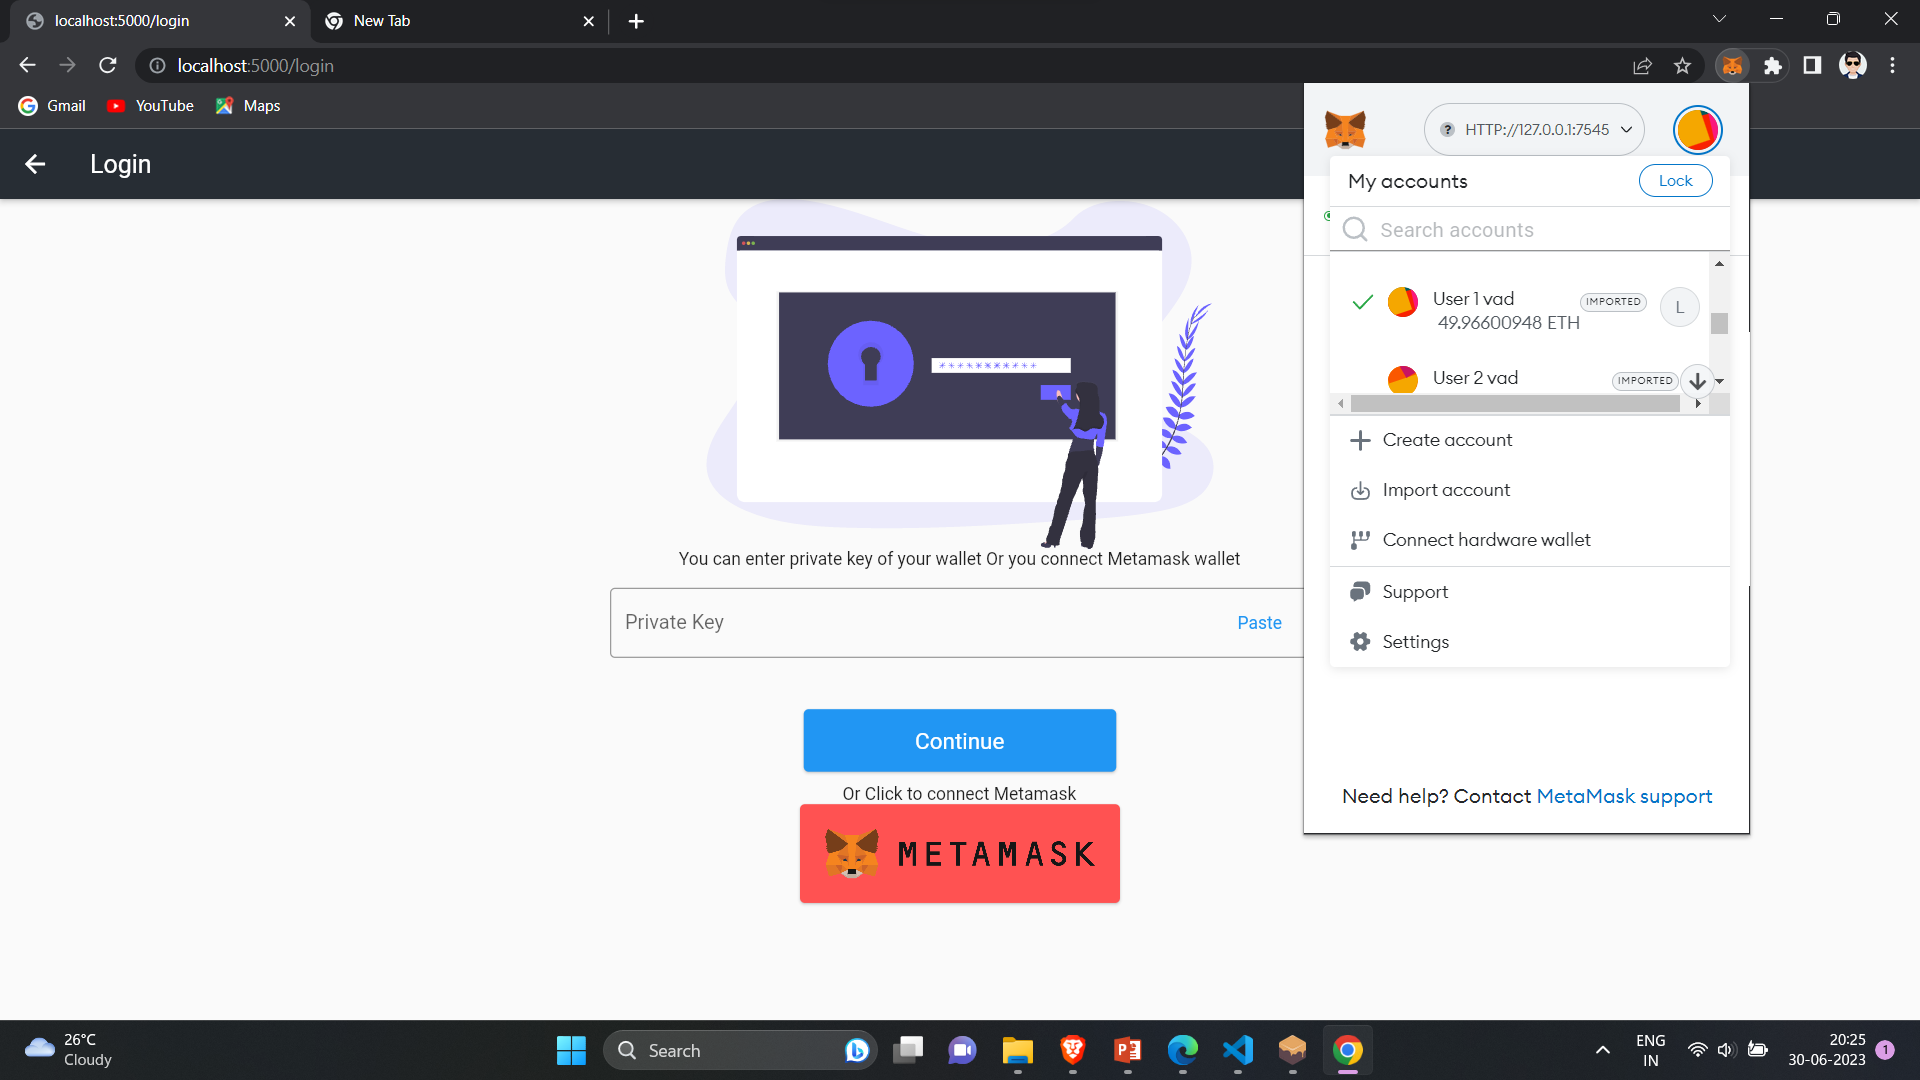 localhost:5000/login
New Tab
localhost:5000/login
Gmail
YouTube
Maps
Login
HTTP://127.0.0.1:7545
My accounts
Lock
Search accounts
User 1 vad
IMPORTED
L
49.96600948 ETH
User 2 vad
IMPORTED
Create account
Import account
Connect hardware wallet
Support
Settings
Need help? Contact MetaMask support
***********
You can enter private key of your wallet Or you connect Metamask wallet
Private Key
Paste
Continue
Or Click to connect Metamask
METAMASK
26°C
Cloudy
Search
ENG
IN
20:25
30-06-2023
1